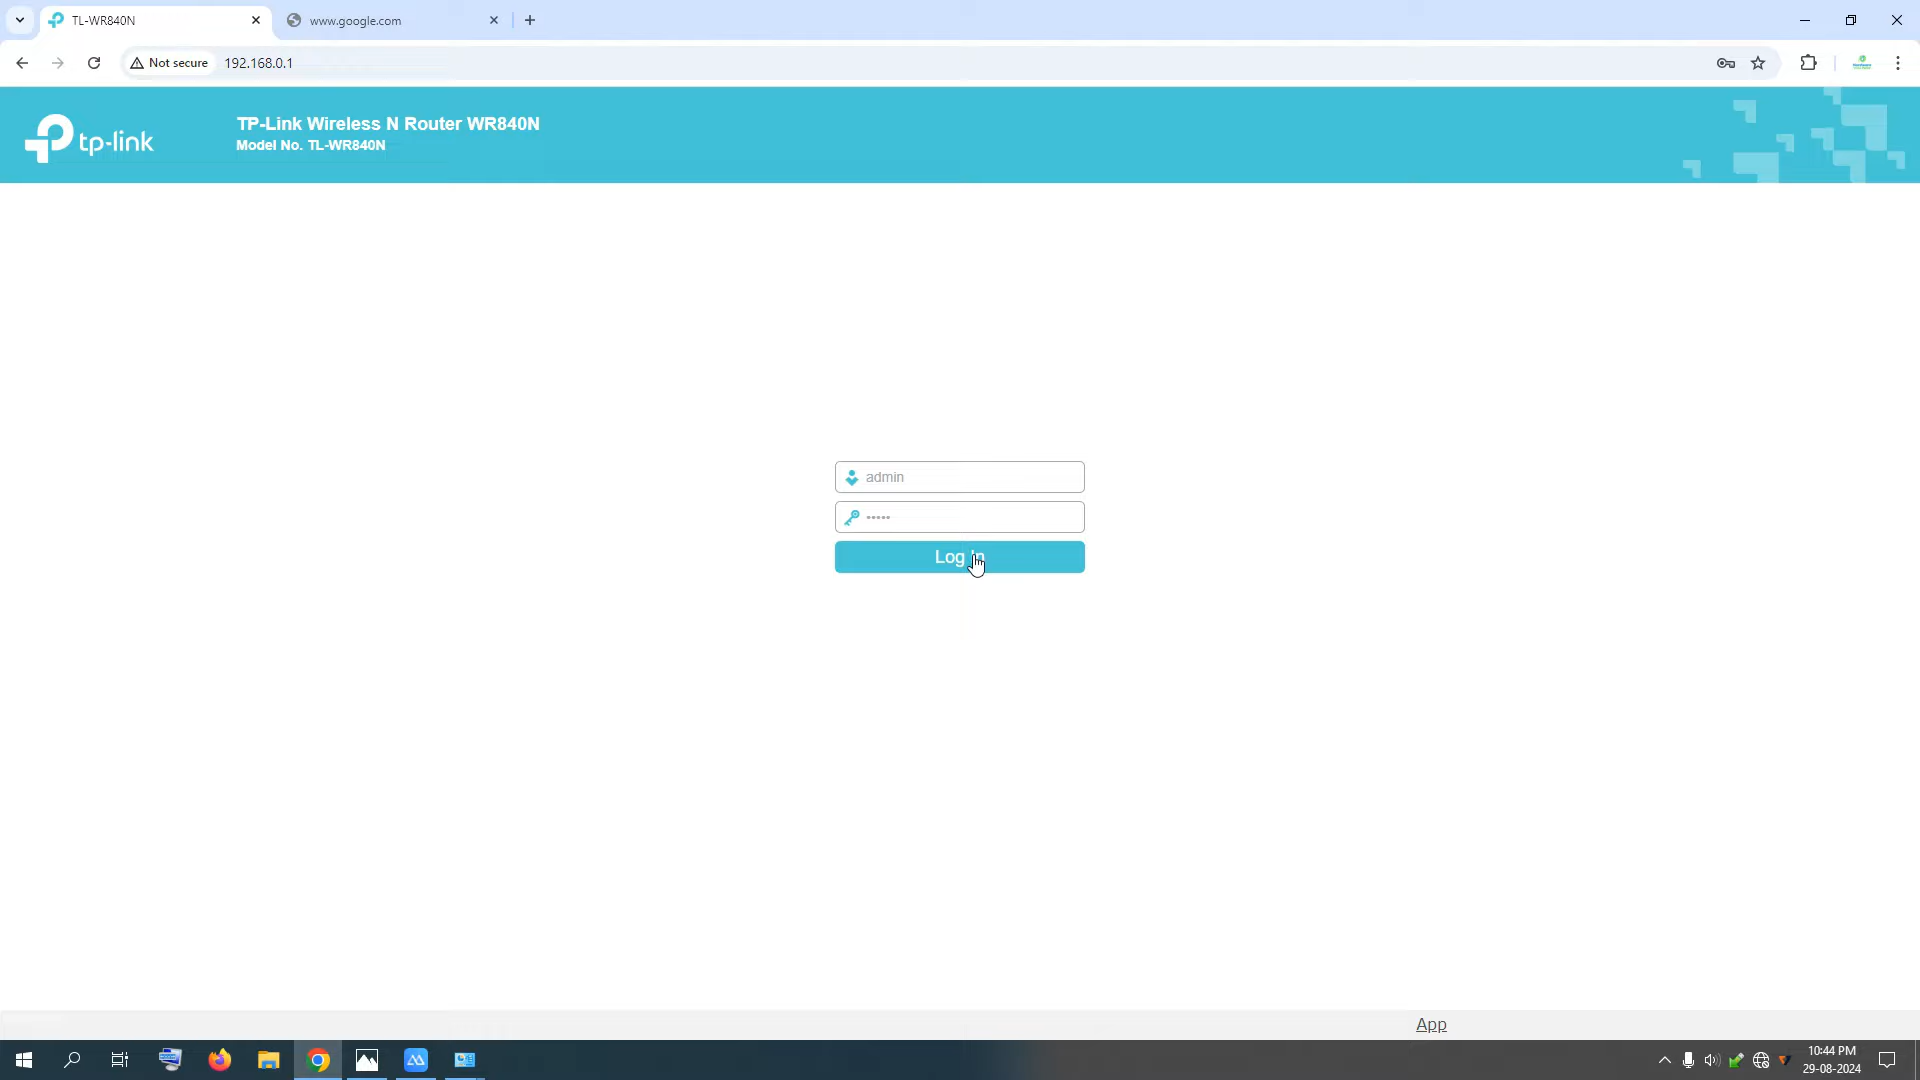 TL-WR840N
www.google.com
Not secure
192.168.0.1
tp-link
TP-Link Wireless N Router WR840N
Model No. TL-WR840N
admin
•••••
Log in
App
10:44 PM
29-08-2024